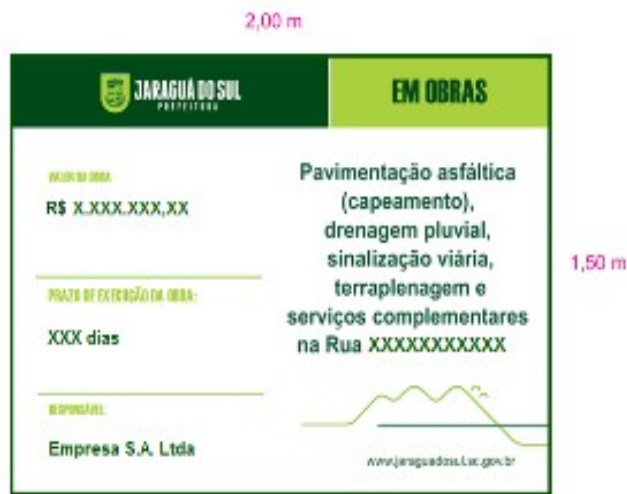 2,00 m
JARAGUÁ DO SUL
PREFEITURA
EM OBRAS
VALOR DA OBRA:
R$ X.XXX.XXX,XX
PRAZO DE EXECUÇÃO DA OBRA:
XXX dias
RESPONSÁVEL:
Empresa S.A. Ltda
Pavimentação asfáltica
(capeamento),
drenagem pluvial,
sinalização viária,
terraplenagem e
serviços complementares
na Rua XXXXXXXXXXX
www.jaraguadosul.sc.gov.br
1,50 m